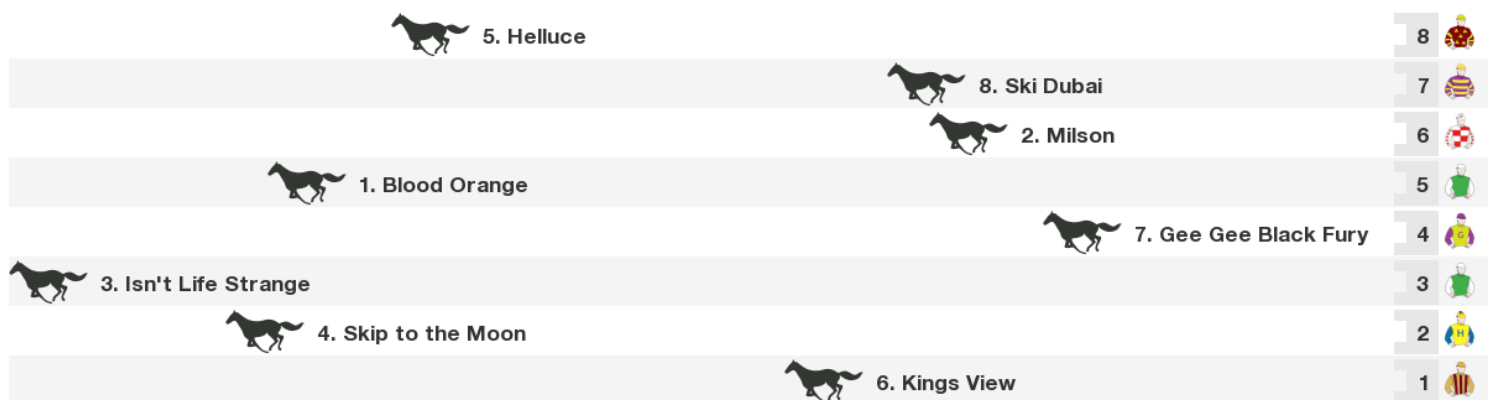 5. Helluce 8
8. Ski Dubai 7
2. Milson 6
1. Blood Orange 5
7. Gee Gee Black Fury 4 G
3. Isn't Life Strange 3
4. Skip to the Moon 2 H
6. Kings View 1